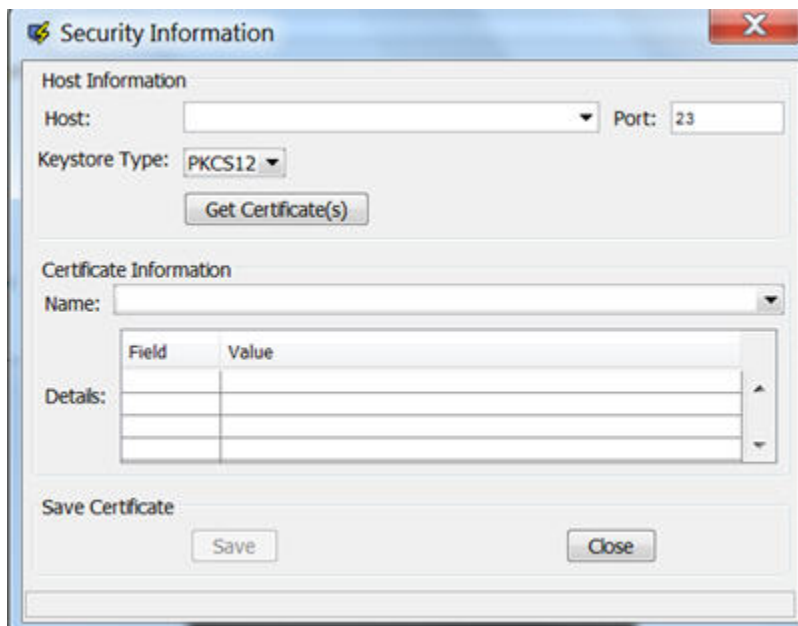 Security Information
Host Information
Host: Port: 23
Keystore Type: PKCS12
Get Certificate(s)
Certificate Information
Name:
Field Value
Details:
Save Certificate
Save Close